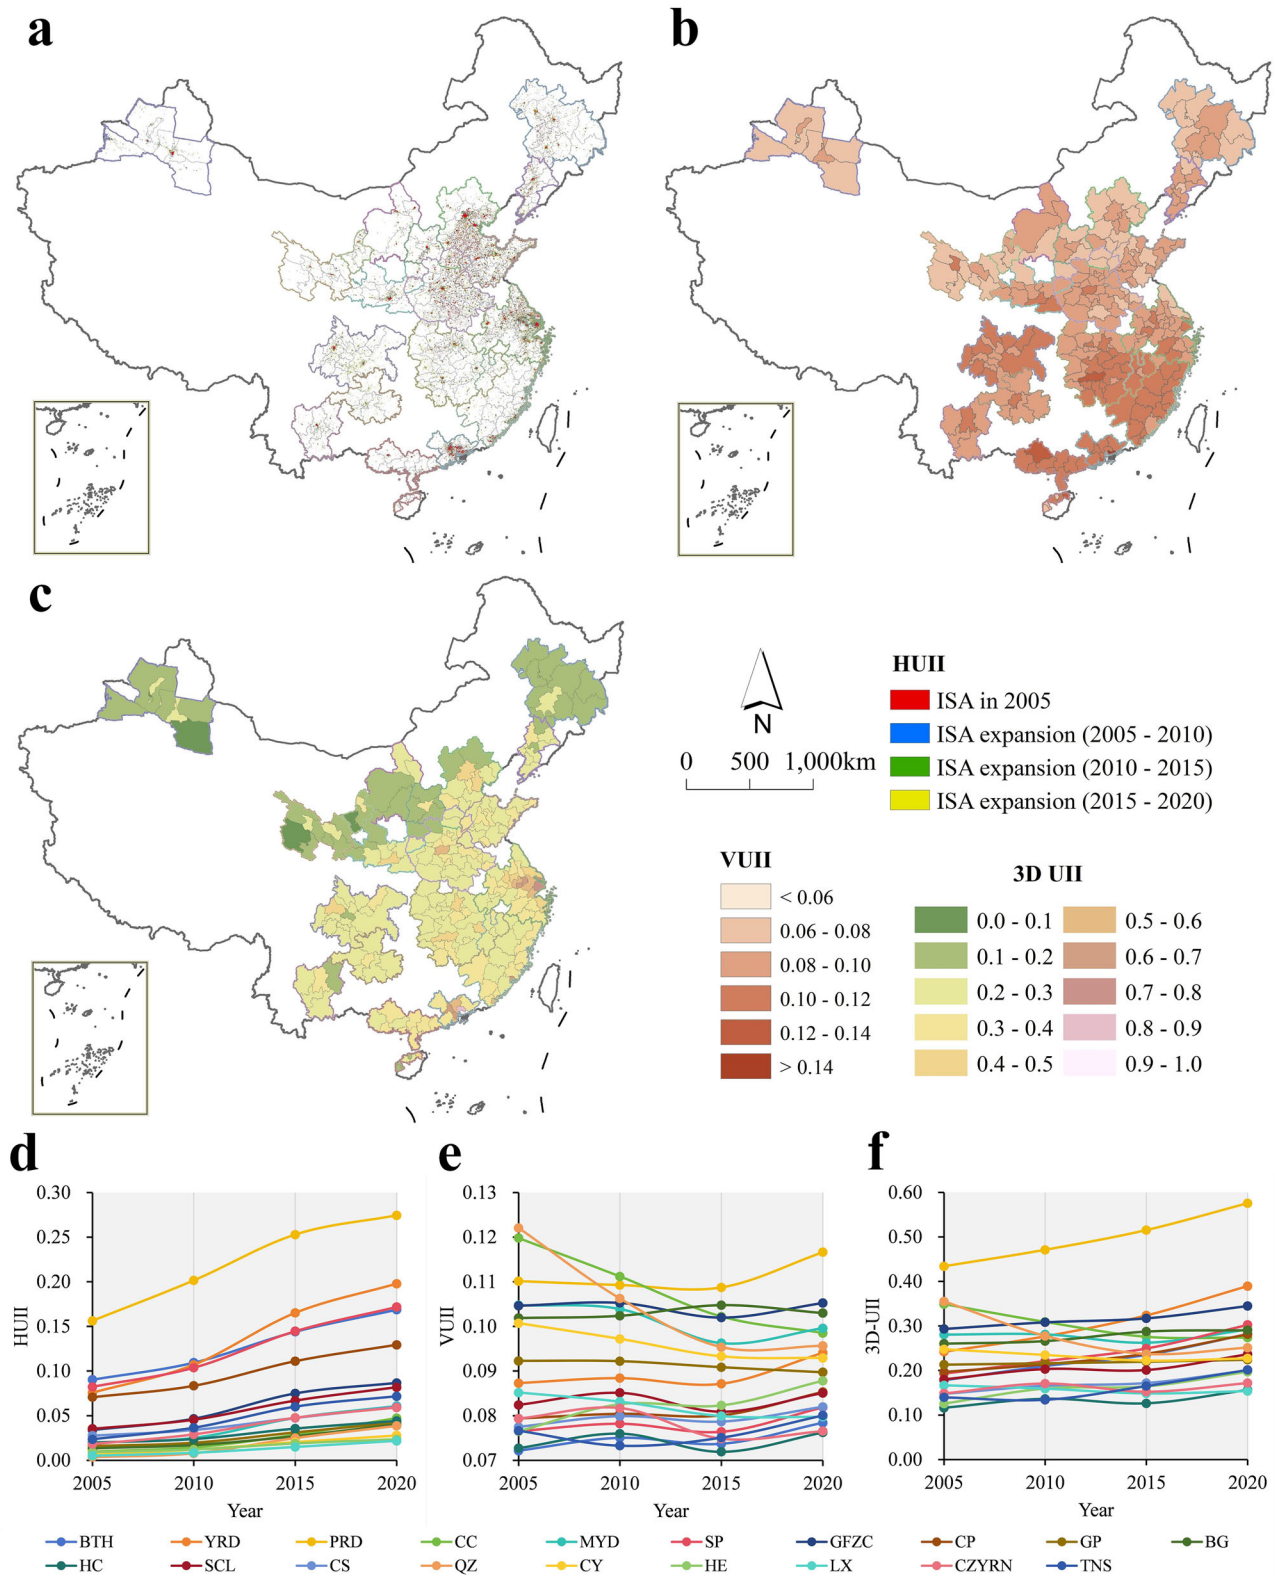 a
b
c
N
0 500 1,000km
HUII
ISA in 2005
ISA expansion (2005 - 2010)
ISA expansion (2010 - 2015)
ISA expansion (2015 - 2020)
VUII
< 0.06
0.06 - 0.08
0.08 - 0.10
0.10 - 0.12
0.12 - 0.14
> 0.14
3D UII
0.0 - 0.1
0.1 - 0.2
0.2 - 0.3
0.3 - 0.4
0.4 - 0.5
0.5 - 0.6
0.6 - 0.7
0.7 - 0.8
0.8 - 0.9
0.9 - 1.0
d
HUII
0.30
0.25
0.20
0.15
0.10
0.05
0.00
2005 2010 2015 2020
Year
e
VUII
0.13
0.12
0.11
0.10
0.09
0.08
0.07
2005 2010 2015 2020
Year
f
3D-UII
0.60
0.50
0.40
0.30
0.20
0.10
0.00
2005 2010 2015 2020
Year
BTH YRD PRD CC MYD SP GFZC CP GP BG
HC SCL CS QZ CY HE LX CZYRN TNS